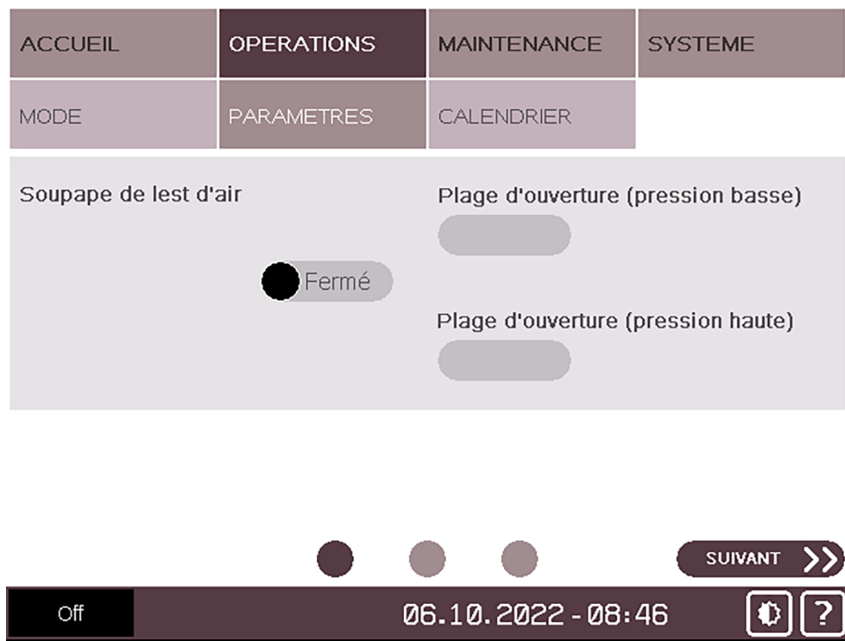 ACCUEIL OPERATIONS MAINTENANCE SYSTEME
MODE PARAMETRES CALENDRIER
Soupape de lest d'air
Plage d'ouverture (pression basse)
Fermé
Plage d'ouverture (pression haute)
SUIVANT
Off 06.10.2022-08:46 ?